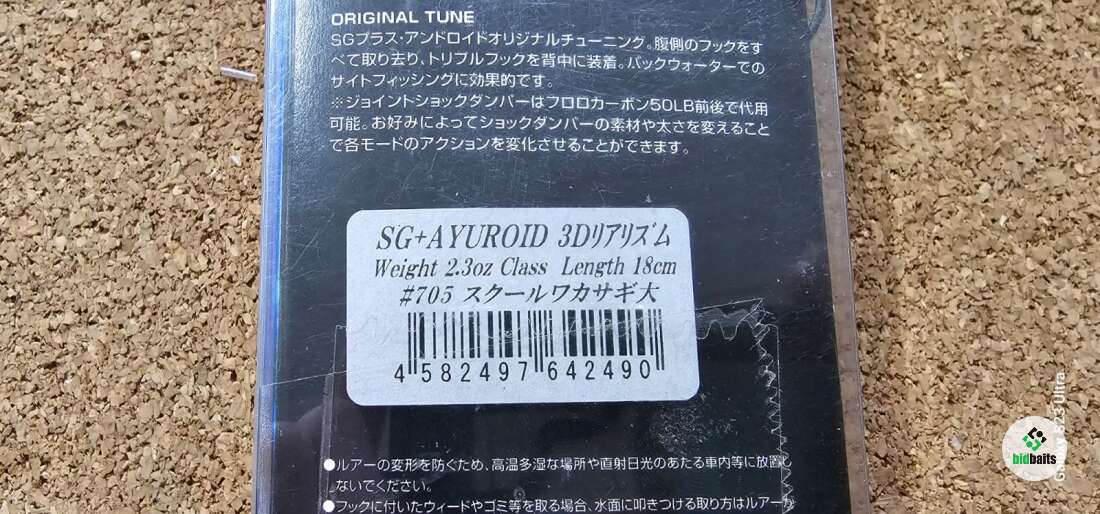 ORIGINAL TUNE
SGプラス・アンドロイドオリジナルチューニング。腹側のフックをす
べて取り去り、トリプルフックを背中に装着。バックウォーターでの
サイトフィッシングに効果的です。
※ジョイントショックダンパーはフロロカーボン50LB前後で代用
可能。お好みによってショックダンパーの素材や太さを変えること
で各モードのアクションを変化させることができます。
SG+AYUROID 3Dリアリズム
Weight 2.3oz Class Length 18cm
#705 スクールワカサギ大
4 582497 642490
●ルアーの変形を防ぐため、高温多湿な場所や直射日光のあたる車内等に放置し
ないでください。
●フックに付いたウィードやゴミ等を取る場合、水面に叩きつける取り方はルアーか
bidbaits
Galaxy S23 Ultra